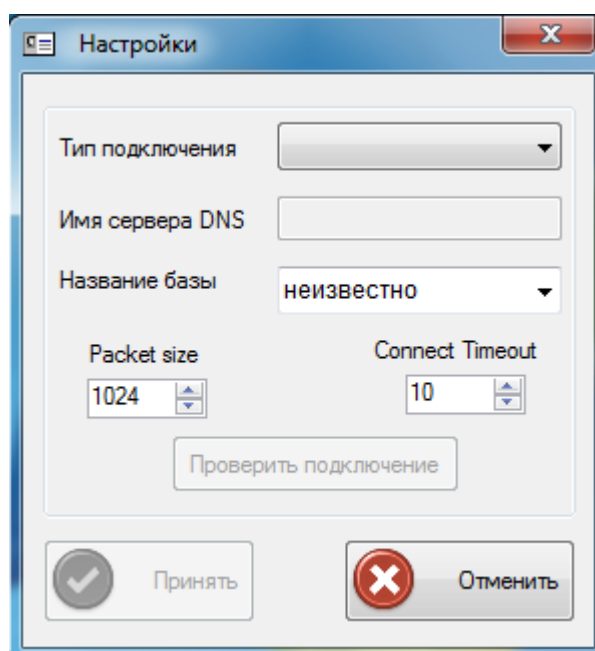 Настройки
Тип подключения
Имя сервера DNS
Название базы
неизвестно
Packet size
Connect Timeout
1024
10
Проверить подключение
Принять
Отменить